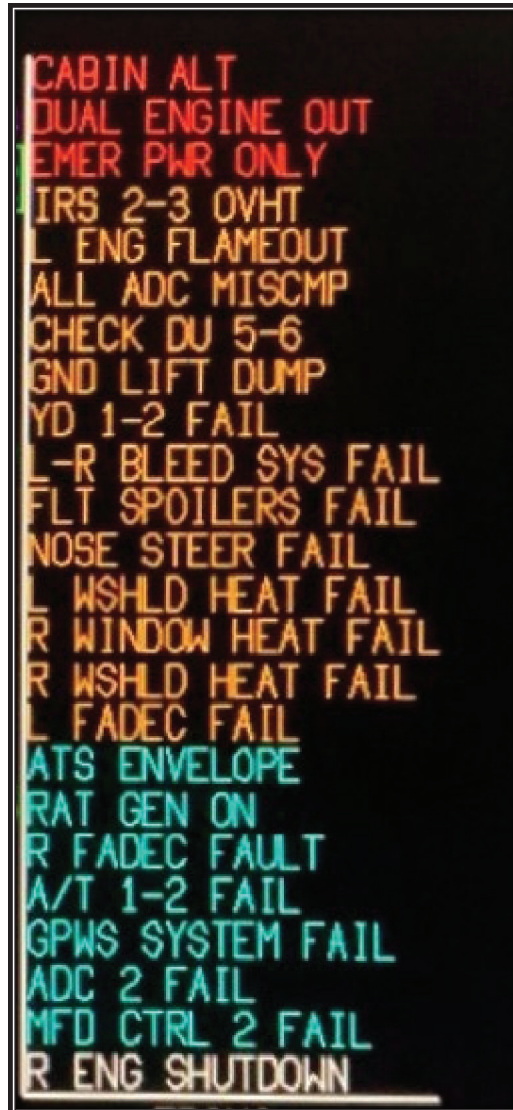 CABIN ALT
DUAL ENGINE OUT
EMER PWR ONLY
IRS 2-3 OVHT
L ENG FLAMEOUT
ALL ADC MISCMP
CHECK DU 5-6
GND LIFT DUMP
YD 1-2 FAIL
L-R BLEED SYS FAIL
FLT SPOILERS FAIL
NOSE STEER FAIL
L WSHLD HEAT FAIL
R WINDOW HEAT FAIL
R WSHLD HEAT FAIL
L FADEC FAIL
ATS ENVELOPE
RAT GEN ON
R FADEC FAULT
A/T 1-2 FAIL
GPWS SYSTEM FAIL
ADC 2 FAIL
MFD CTRL 2 FAIL
R ENG SHUTDOWN